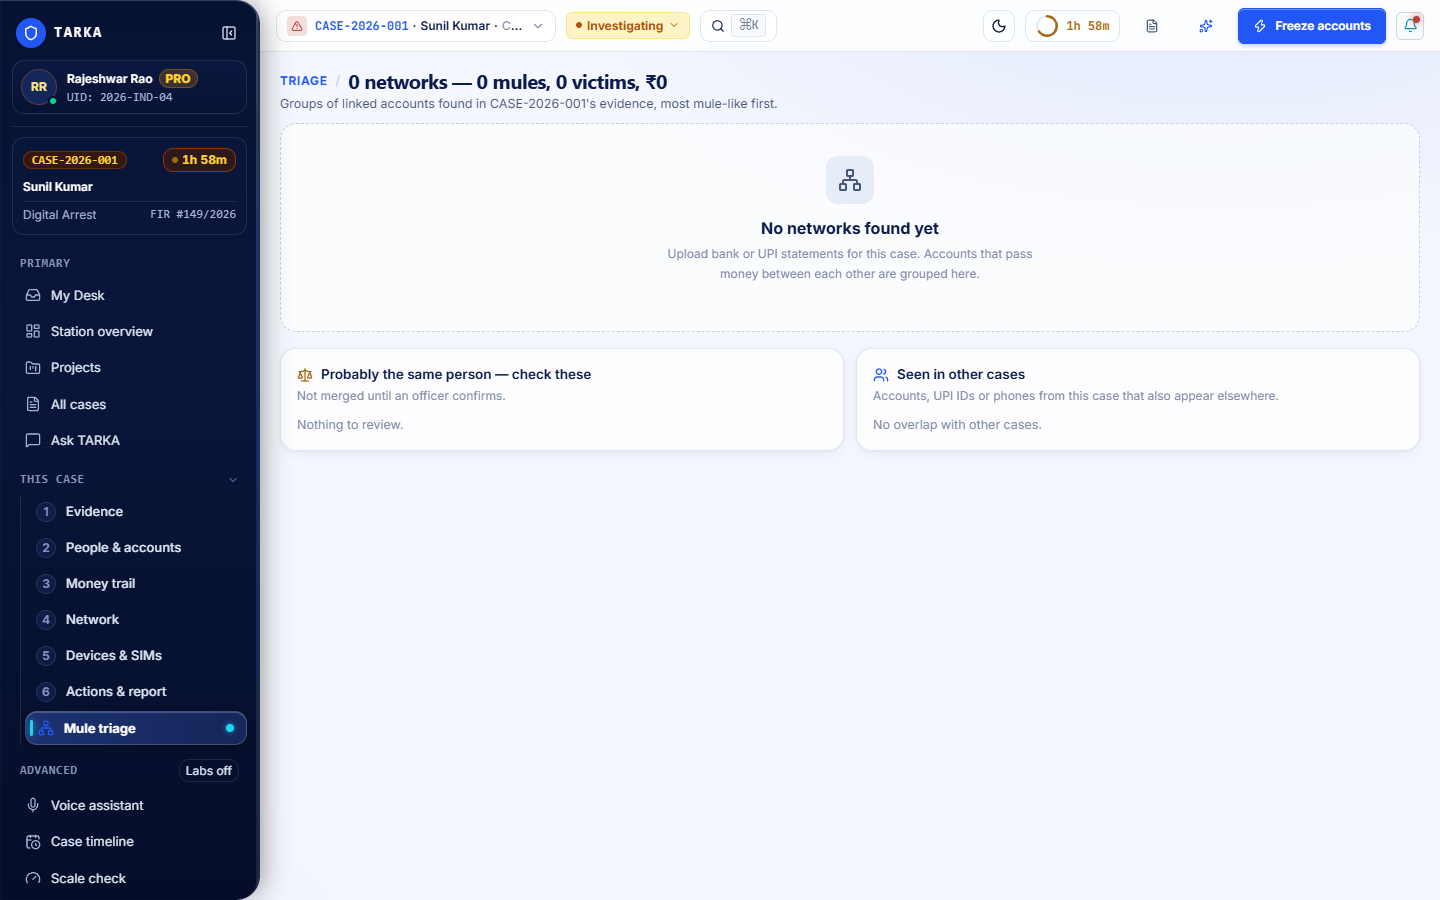 TARKA
Rajeshwar Rao PRO
RR
UID: 2026-IND-04
CASE-2026-001 1h 58m
Sunil Kumar
Digital Arrest FIR #149/2026
PRIMARY
My Desk
Station overview
Projects
All cases
Ask TARKA
THIS CASE
1 Evidence
2 People & accounts
3 Money trail
4 Network
5 Devices & SIMs
6 Actions & report
Mule triage
ADVANCED Labs off
Voice assistant
Case timeline
Scale check
CASE-2026-001 · Sunil Kumar · C... Investigating ⌘K 1h 58m Freeze accounts
TRIAGE / 0 networks — 0 mules, 0 victims, ₹0
Groups of linked accounts found in CASE-2026-001's evidence, most mule-like first.
No networks found yet
Upload bank or UPI statements for this case. Accounts that pass
money between each other are grouped here.
Probably the same person — check these
Not merged until an officer confirms.
Nothing to review.
Seen in other cases
Accounts, UPI IDs or phones from this case that also appear elsewhere.
No overlap with other cases.